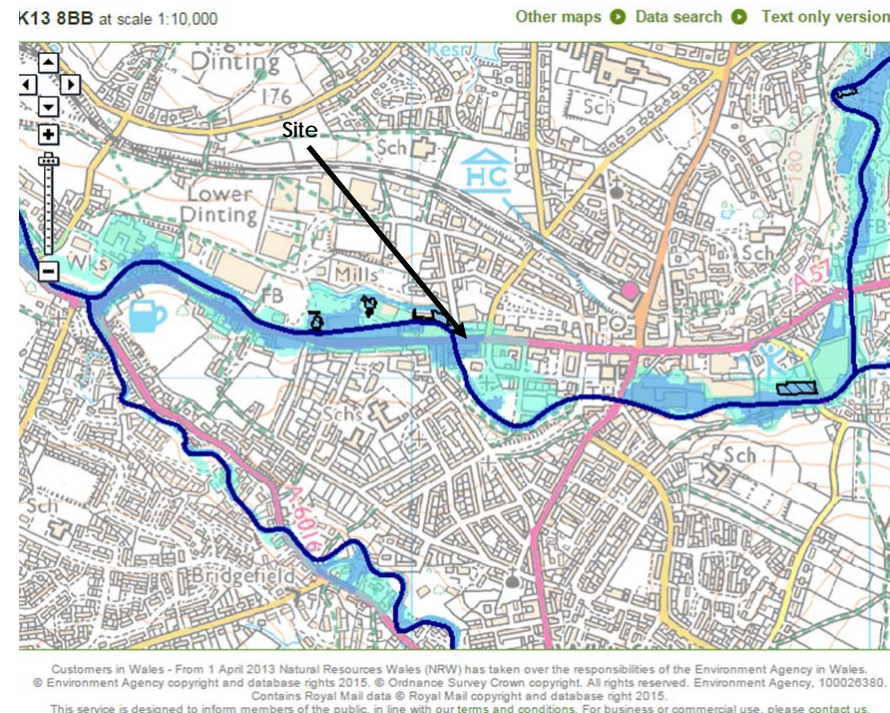 K13 8BB at scale 1:10,000
Other maps Data search Text only version
Dinting
Resr
176
Sch
Site
Sch
HC
180
Lower
Dinting
Sch
FB
Mills
A57
FB
PO
Schs
Sch
A 6016
Sch
Bridgefield
Customers in Wales - From 1 April 2013 Natural Resources Wales (NRW) has taken over the responsibilities of the Environment Agency in Wales.
© Environment Agency copyright and database rights 2015. © Ordnance Survey Crown copyright. All rights reserved. Environment Agency, 100026380.
Contains Royal Mail data © Royal Mail copyright and database right 2015.
This service is designed to inform members of the public, in line with our terms and conditions. For business or commercial use, please contact us.